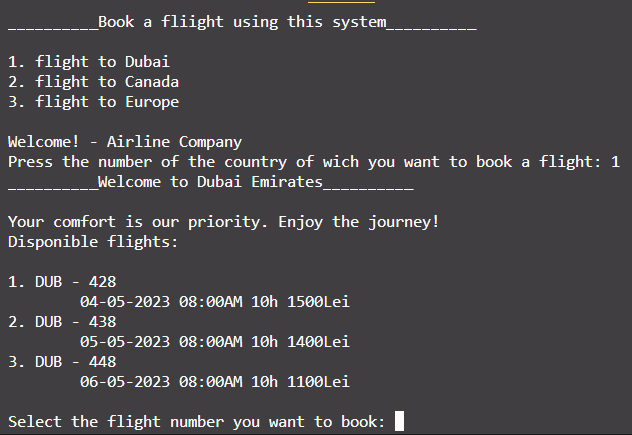 __________Book a fliight using this system__________
1. flight to Dubai
2. flight to Canada
3. flight to Europe
Welcome! - Airline Company
Press the number of the country of wich you want to book a flight: 1
__________Welcome to Dubai Emirates__________
Your comfort is our priority. Enjoy the journey!
Disponible flights:
1. DUB - 428
04-05-2023 08:00AM 10h 1500Lei
2. DUB - 438
05-05-2023 08:00AM 10h 1400Lei
3. DUB - 448
06-05-2023 08:00AM 10h 1100Lei
Select the flight number you want to book: